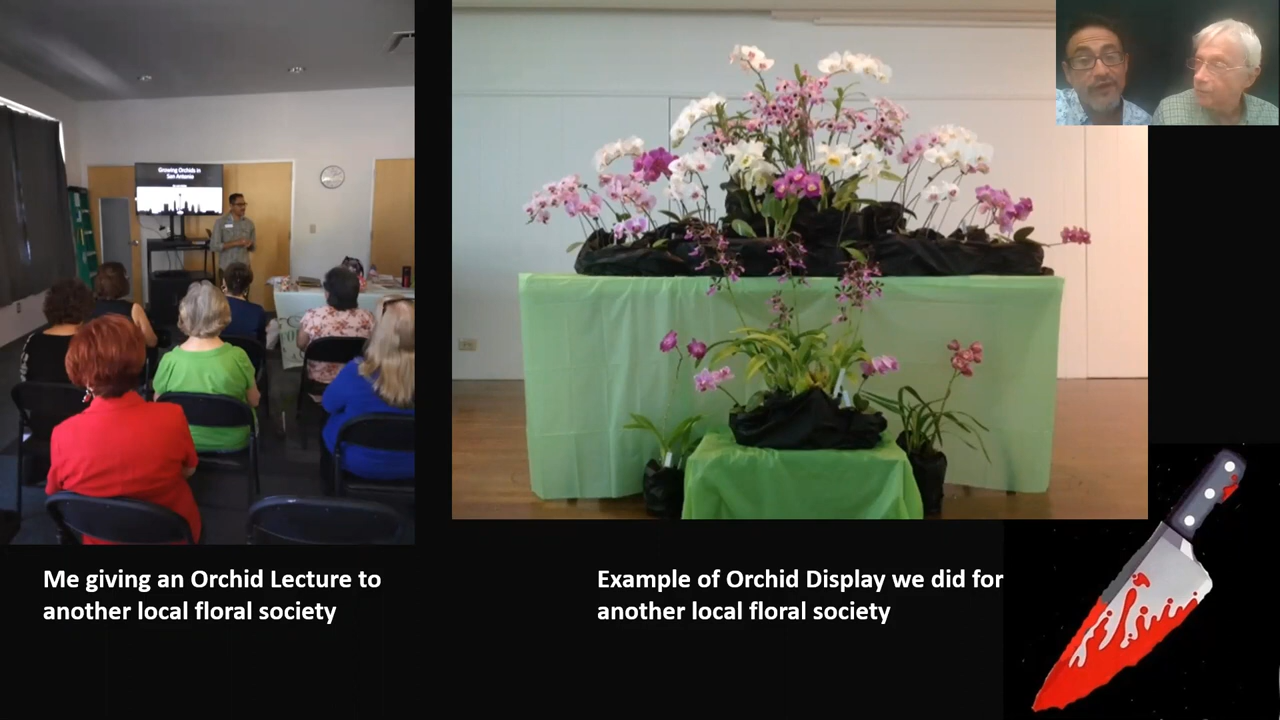 Growing Orchids in
San Antonio
Me giving an Orchid Lecture to
another local floral society
Example of Orchid Display we did for
another local floral society